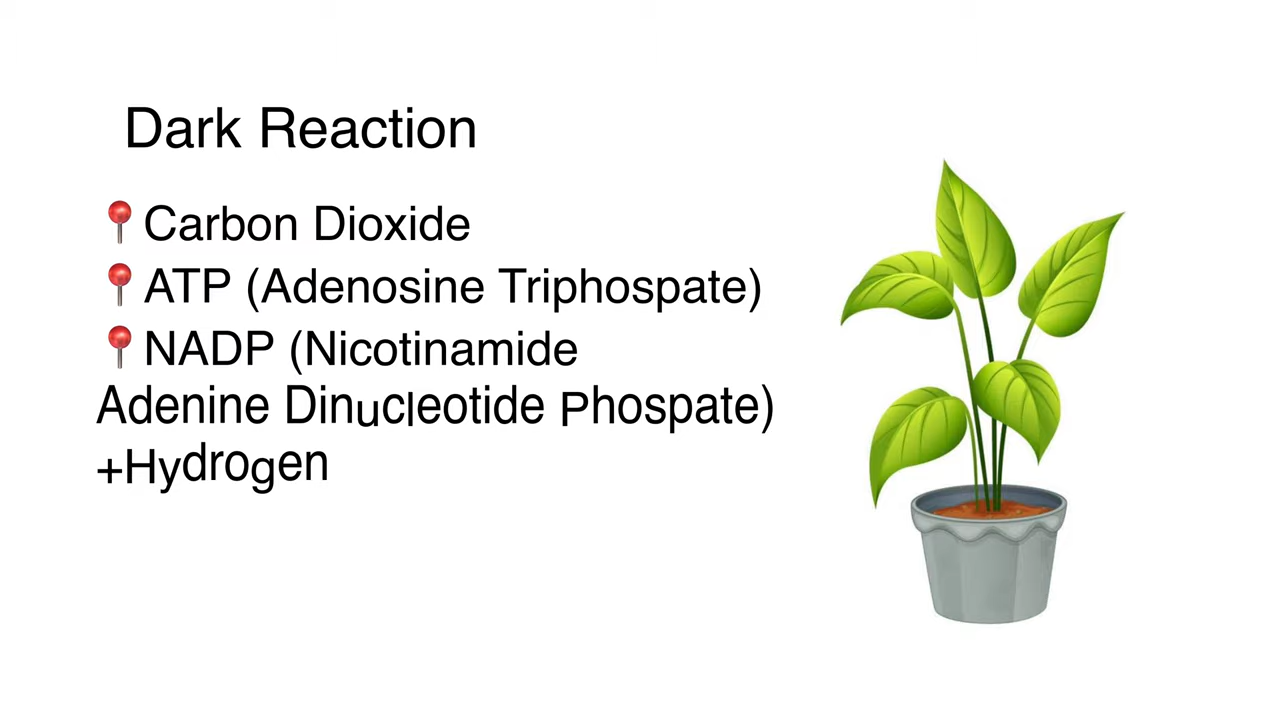 Dark Reaction
📍Carbon Dioxide
📍ATP (Adenosine Triphospate)
📍NADP (Nicotinamide
Adenine Dinucleotide Phospate)
+Hydrogen